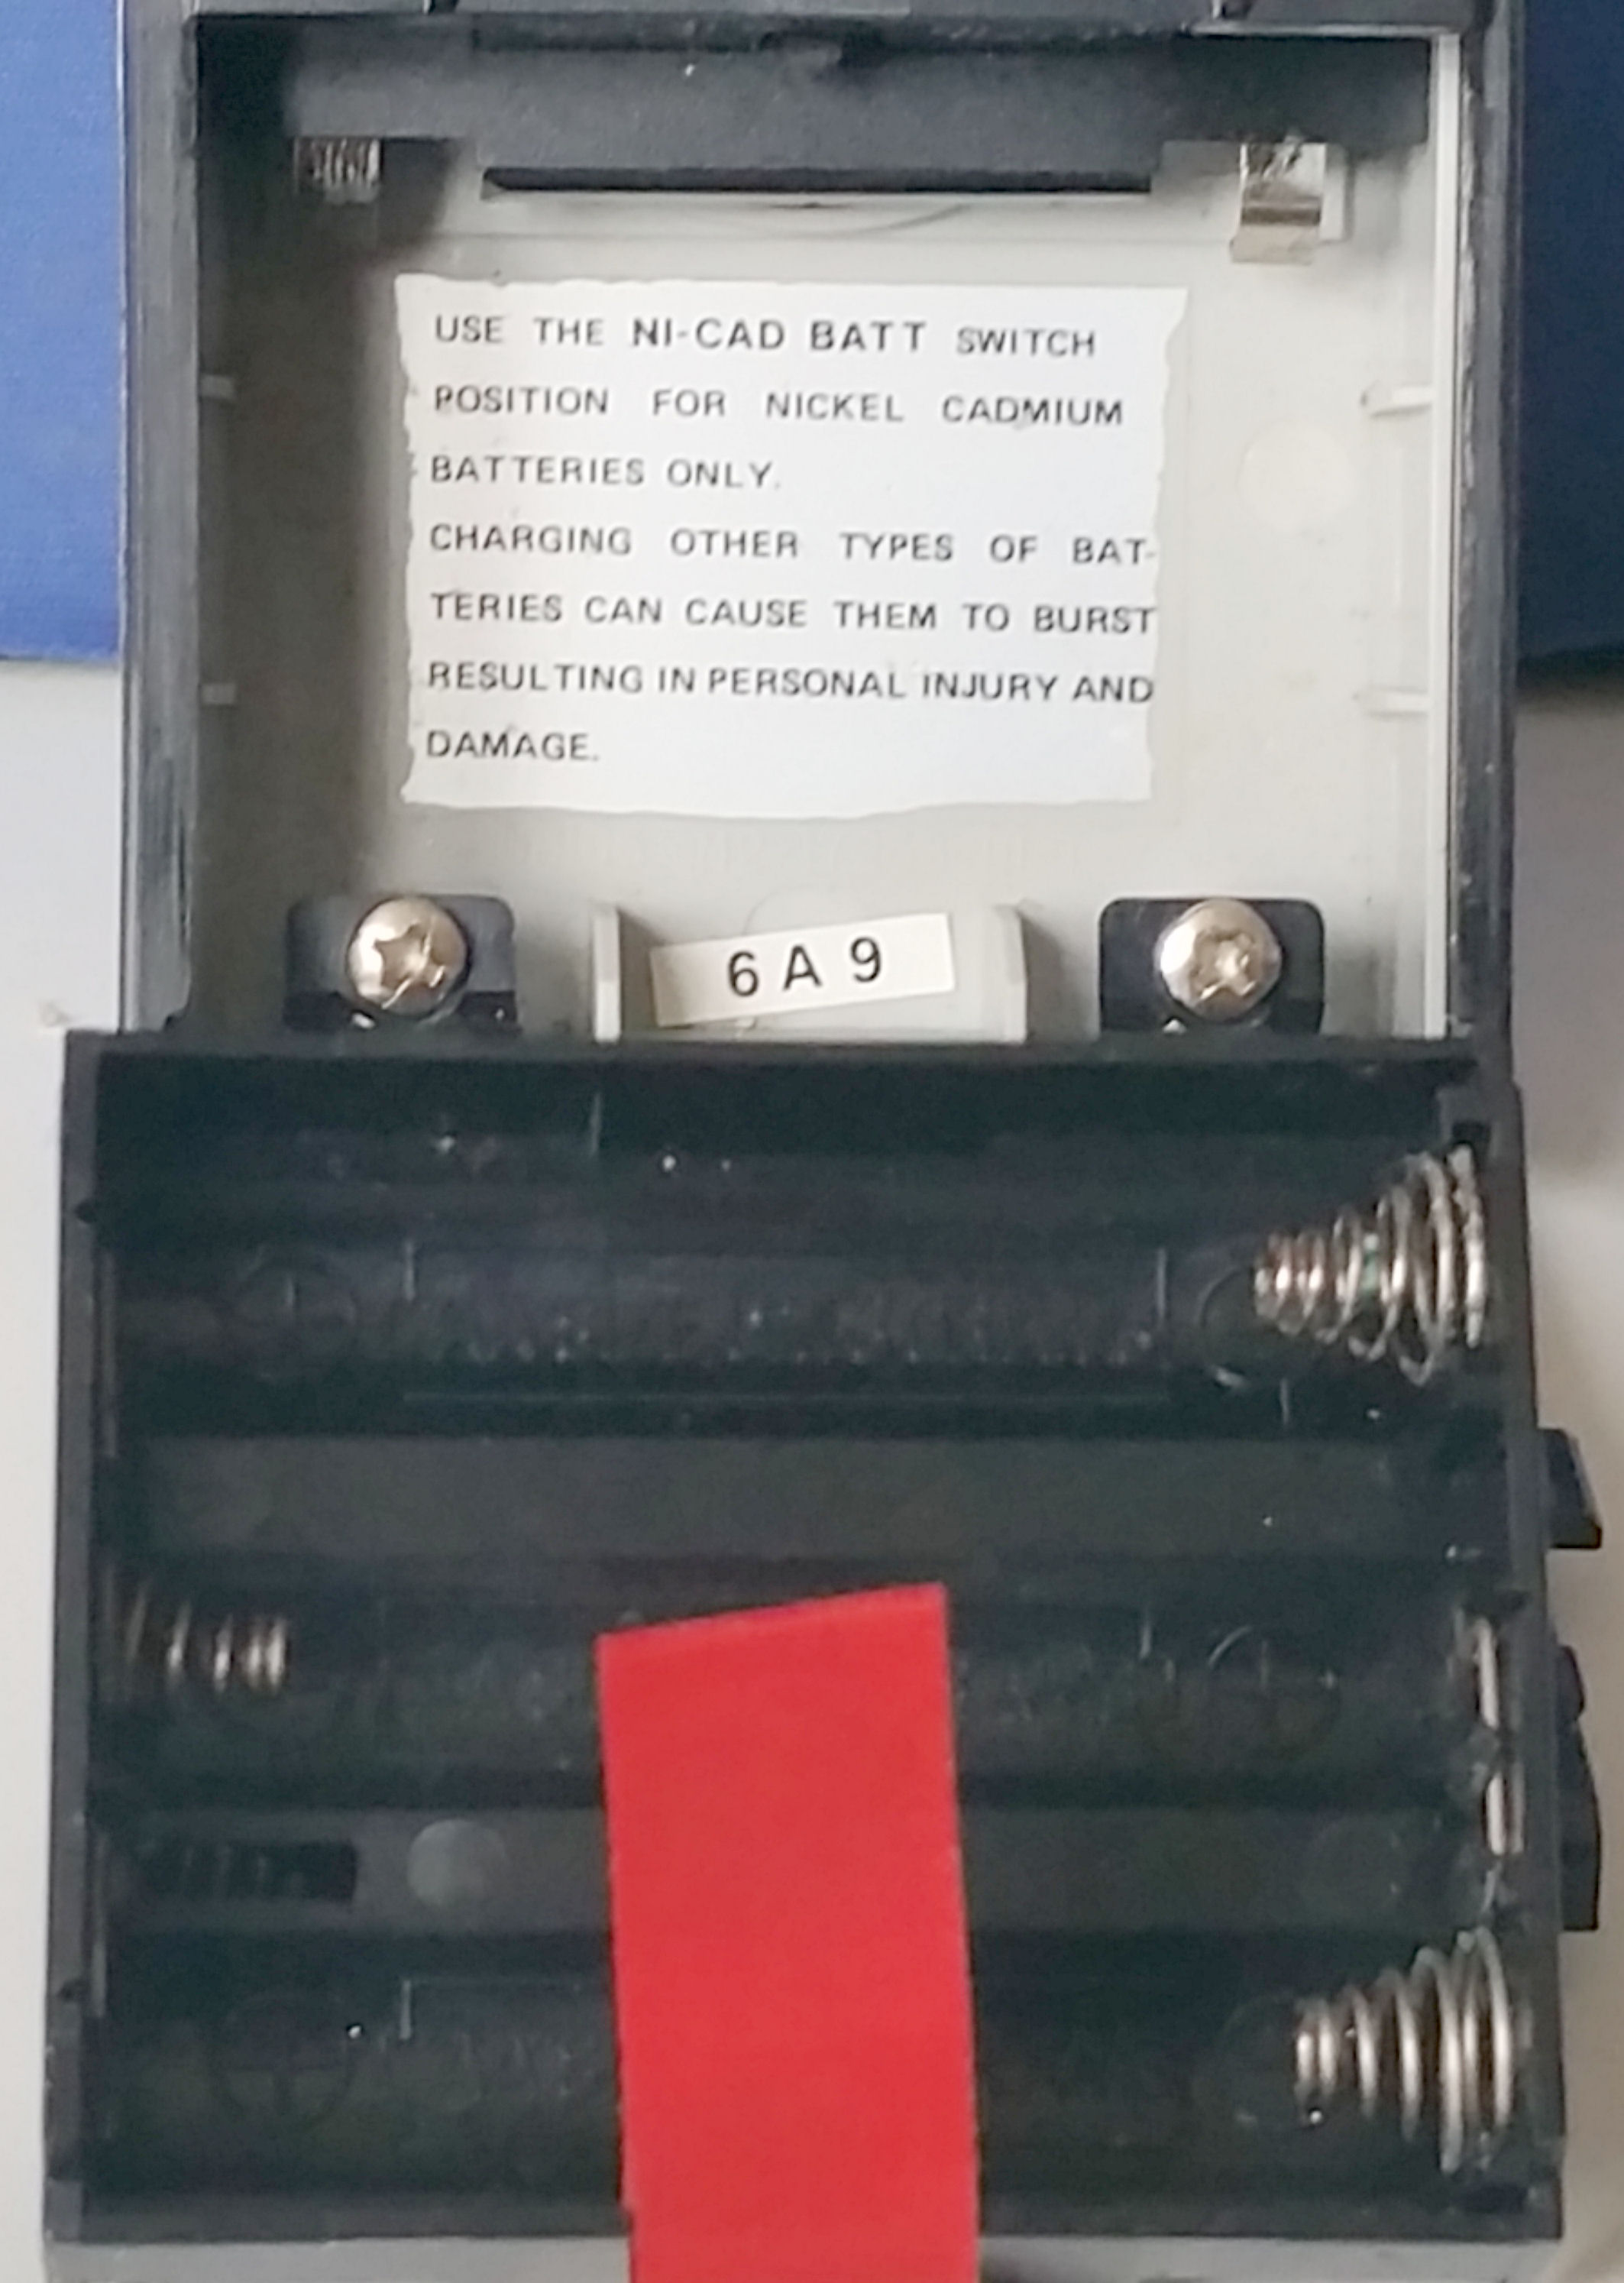 USE THE NI-CAD BATT SWITCH
POSITION FOR NICKEL CADMIUM
BATTERIES ONLY.
CHARGING OTHER TYPES OF BAT-
TERIES CAN CAUSE THEM TO BURST
RESULTING IN PERSONAL INJURY AND
DAMAGE.
6A9